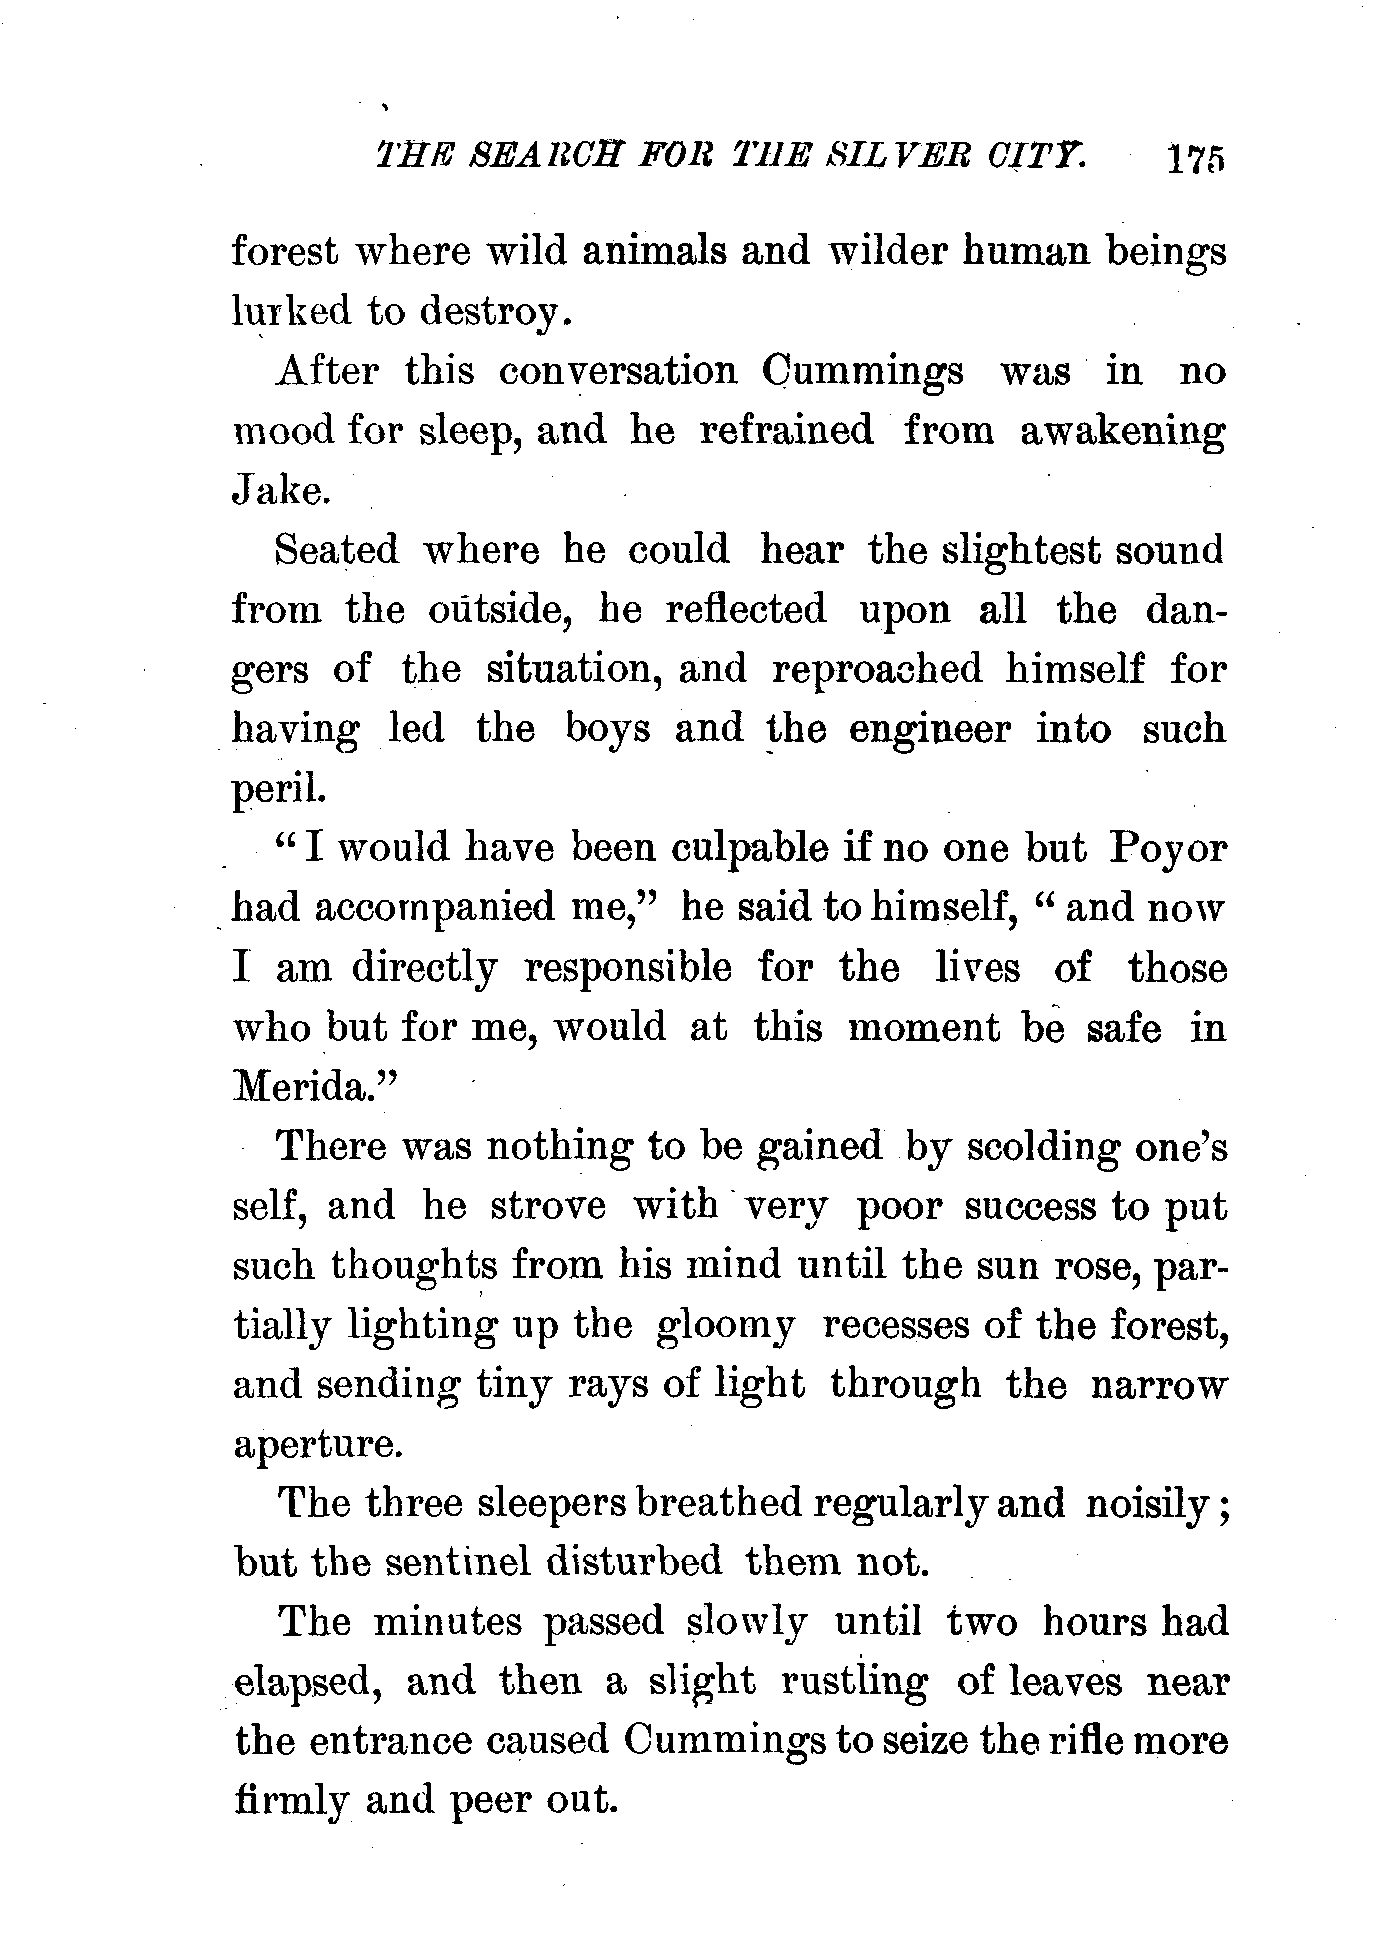 THE SEARCH FOR THE SILVER CITY. 175
forest where wild animals and wilder human beings
lurked to destroy.
After this conversation Cummings was in no
mood for sleep, and he refrained from awakening
Jake.
Seated where he could hear the slightest sound
from the outside, he reflected upon all the dan-
gers of the situation, and reproached himself for
having led the boys and the engineer into such
peril.
“I would have been culpable if no one but Poyor
had accompanied me,” he said to himself, “and now
I am directly responsible for the lives of those
who but for me, would at this moment be safe in
Merida.”
There was nothing to be gained by scolding one’s
self, and he strove with very poor success to put
such thoughts from his mind until the sun rose, par-
tially lighting up the gloomy recesses of the forest,
and sending tiny rays of light through the narrow
aperture.
The three sleepers breathed regularly and noisily;
but the sentinel disturbed them not.
The minutes passed slowly until two hours had
elapsed, and then a slight rustling of leaves near
the entrance caused Cummings to seize the rifle more
firmly and peer out.